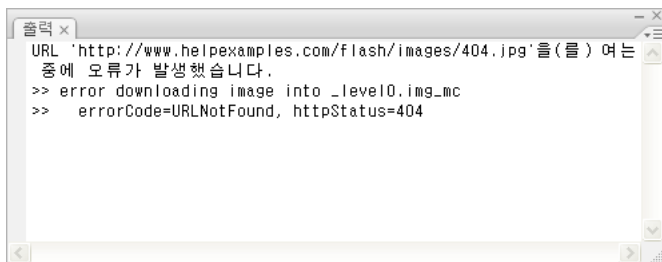 출력
URL 'http://www.helpexamples.com/flash/images/404.jpg'을(를) 여는
중에 오류가 발생했습니다.
>> error downloading image into _level0.img_mc
>>   errorCode=URLNotFound, httpStatus=404